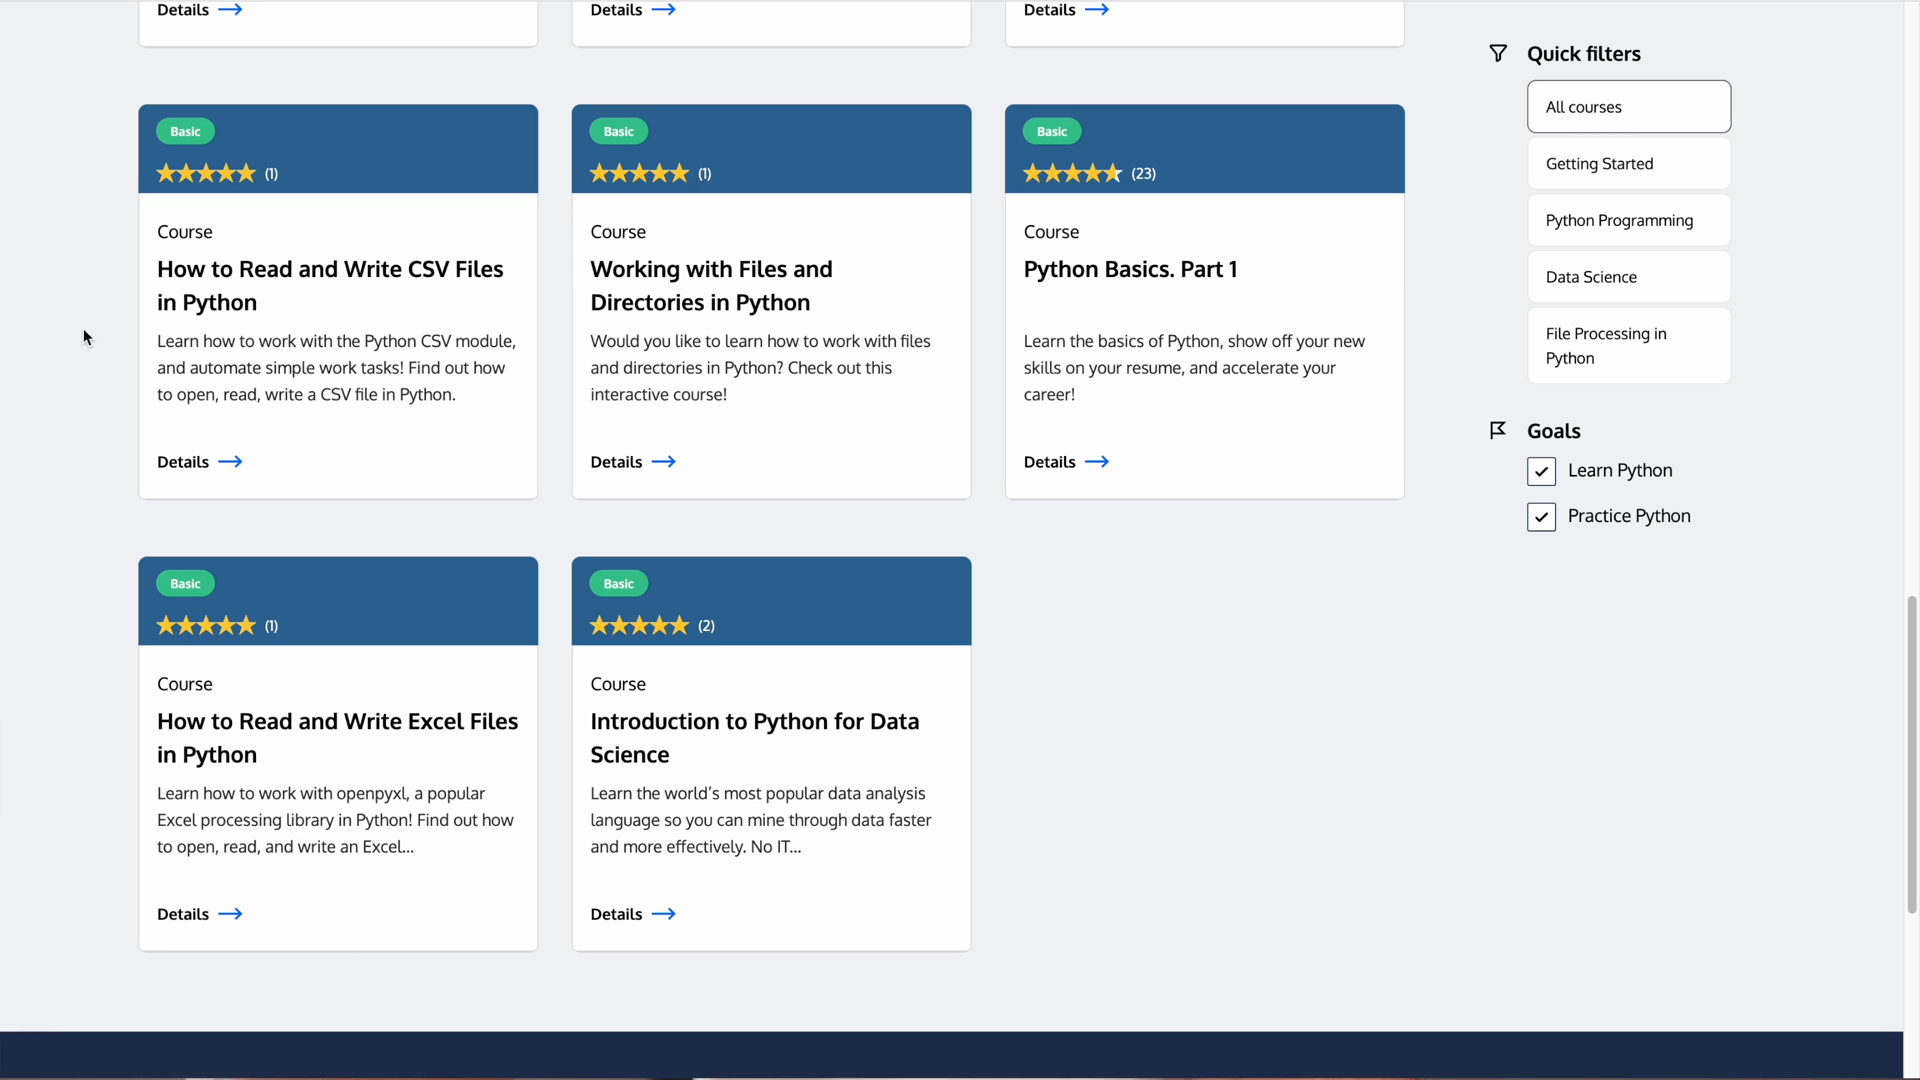 Details
Details
Details
Quick filters
All courses
Getting Started
Python Programming
Data Science
File Processing in
Python
Goals
Learn Python
Practice Python
Basic
(1)
Course
How to Read and Write CSV Files
in Python
Learn how to work with the Python CSV module,
and automate simple work tasks! Find out how
to open, read, write a CSV file in Python.
Details
Basic
(1)
Course
Working with Files and
Directories in Python
Would you like to learn how to work with files
and directories in Python? Check out this
interactive course!
Details
Basic
(23)
Course
Python Basics. Part 1
Learn the basics of Python, show off your new
skills on your resume, and accelerate your
career!
Details
Basic
(1)
Course
How to Read and Write Excel Files
in Python
Learn how to work with openpyxl, a popular
Excel processing library in Python! Find out how
to open, read, and write an Excel...
Details
Basic
(2)
Course
Introduction to Python for Data
Science
Learn the world’s most popular data analysis
language so you can mine through data faster
and more effectively. No IT...
Details